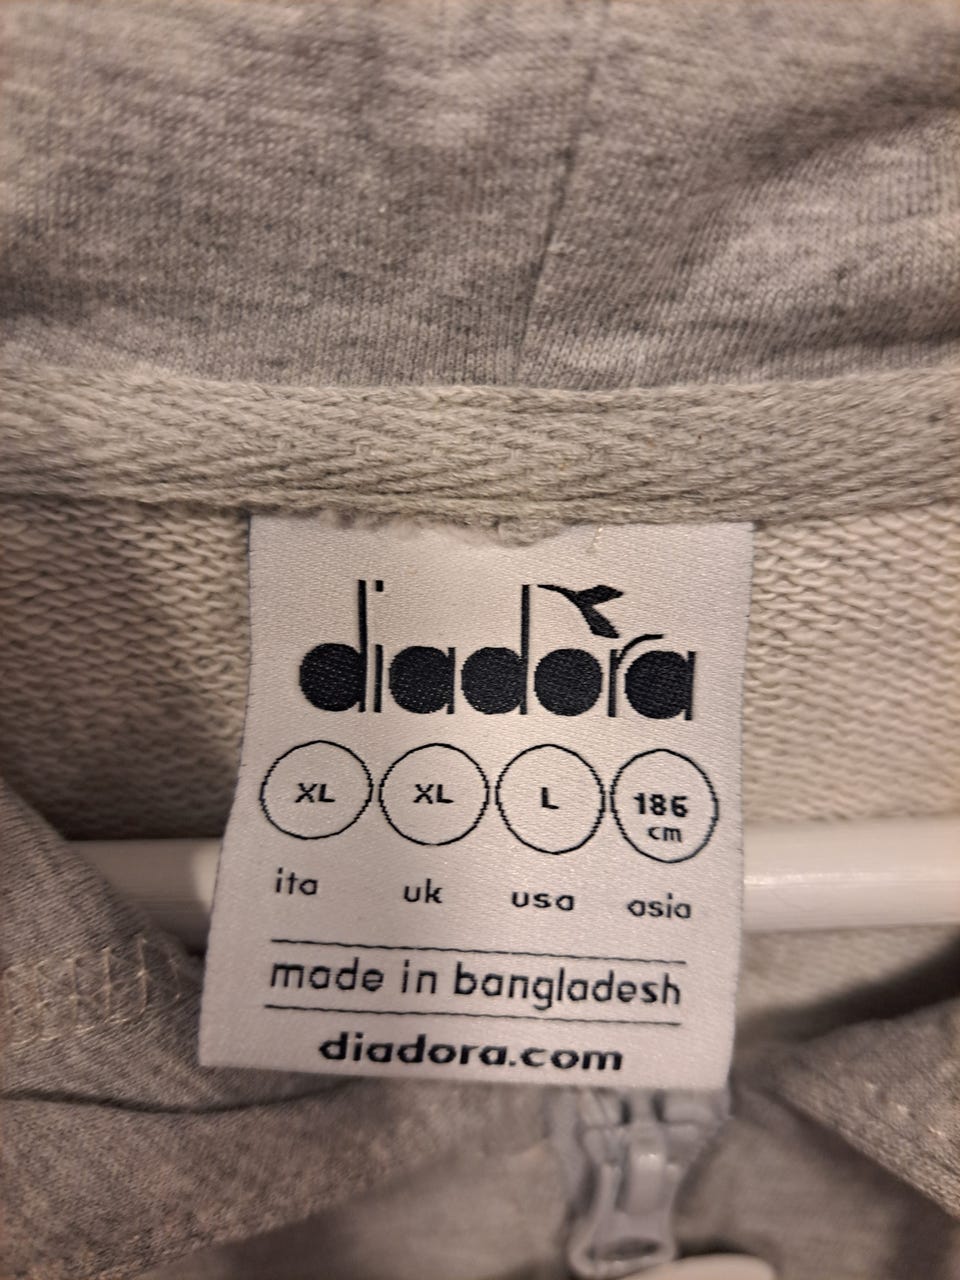 diadora
XL XL L 186
cm
ita uk usa asia
made in bangladesh
diadora.com